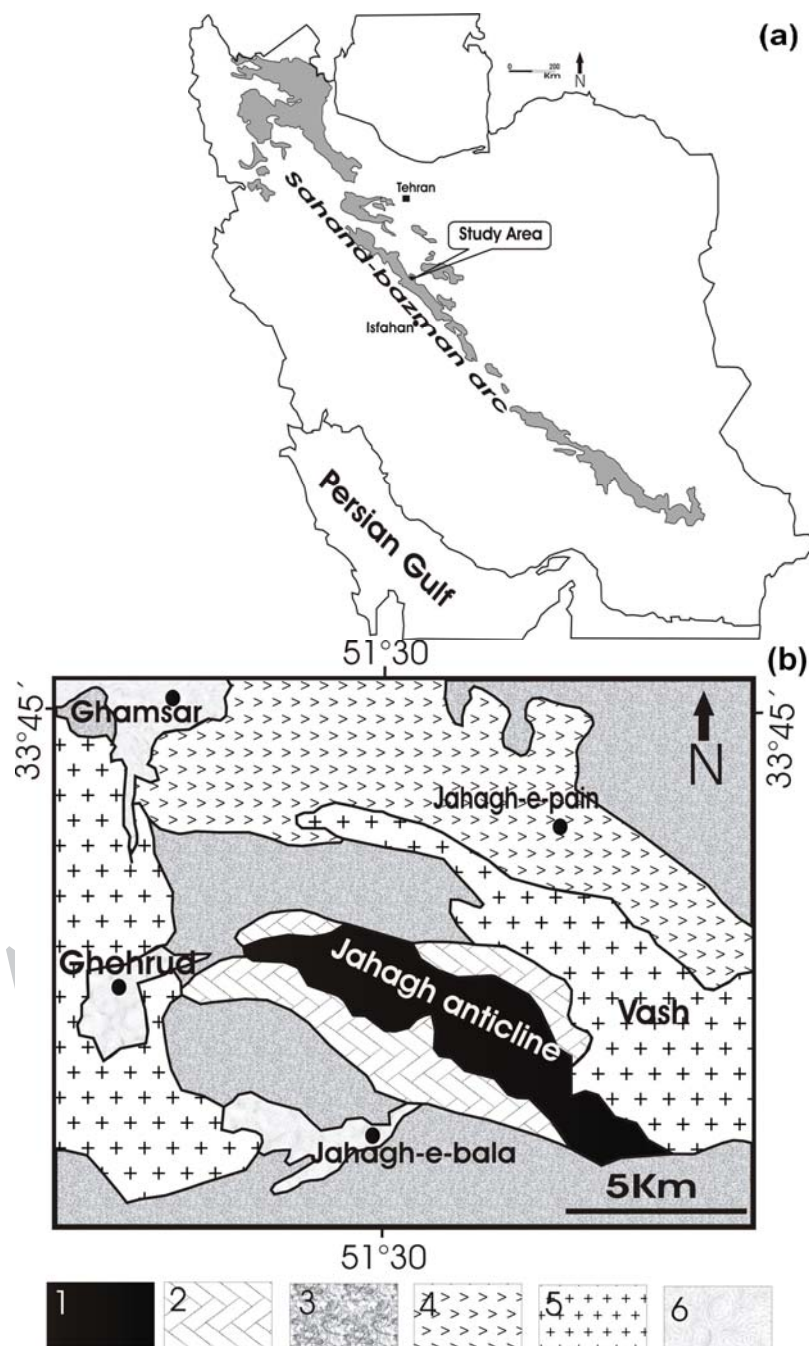 (a)
0 200
Km
N
Tehran
Study Area
Sahand-bazman arc
Isfahan
Persian Gulf
51°30
(b)
33°45´
33°45´
Ghamsar
N
Jahagh-e-pain
Ghohrud
Jahagh anticline
Vash
Jahagh-e-bala
5Km
51°30
1 2 3 4 5 6